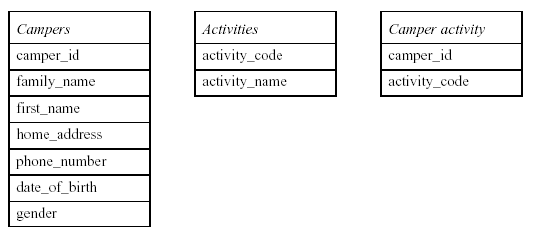 Campers
camper_id
family_name
first_name
home_address
phone_number
date_of_birth
gender
Activities
activity_code
activity_name
Camper activity
camper_id
activity_code